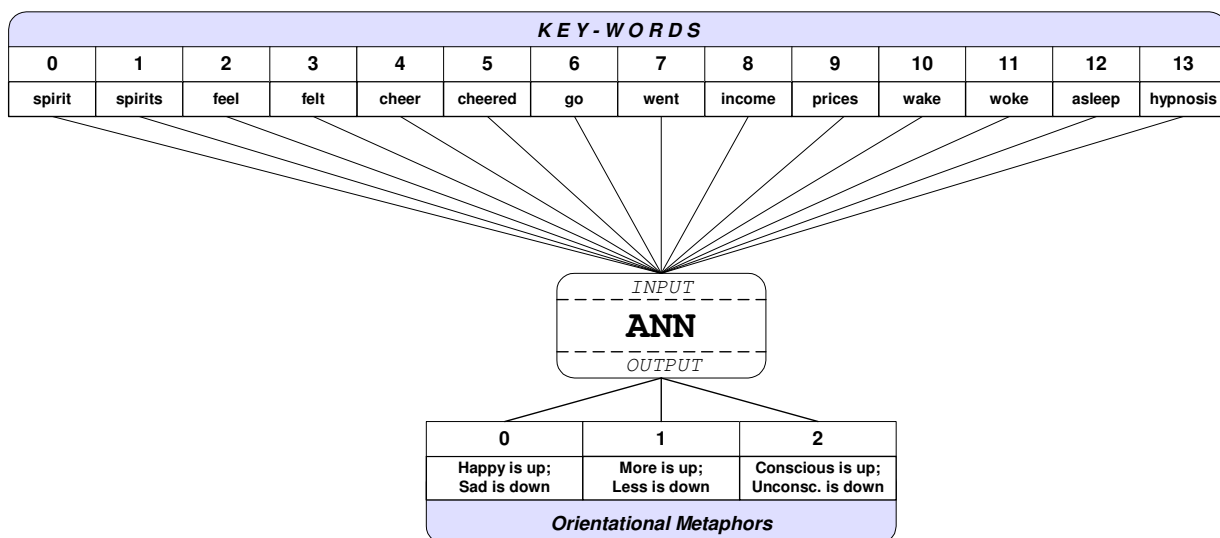 KEY-WORDS
0 1 2 3 4 5 6 7 8 9 10 11 12 13
spirit spirits feel felt cheer cheered go went income prices wake woke asleep hypnosis
INPUT
ANN
OUTPUT
0 1 2
Happy is up; More is up; Conscious is up;
Sad is down Less is down Unconsc. is down
Orientational Metaphors